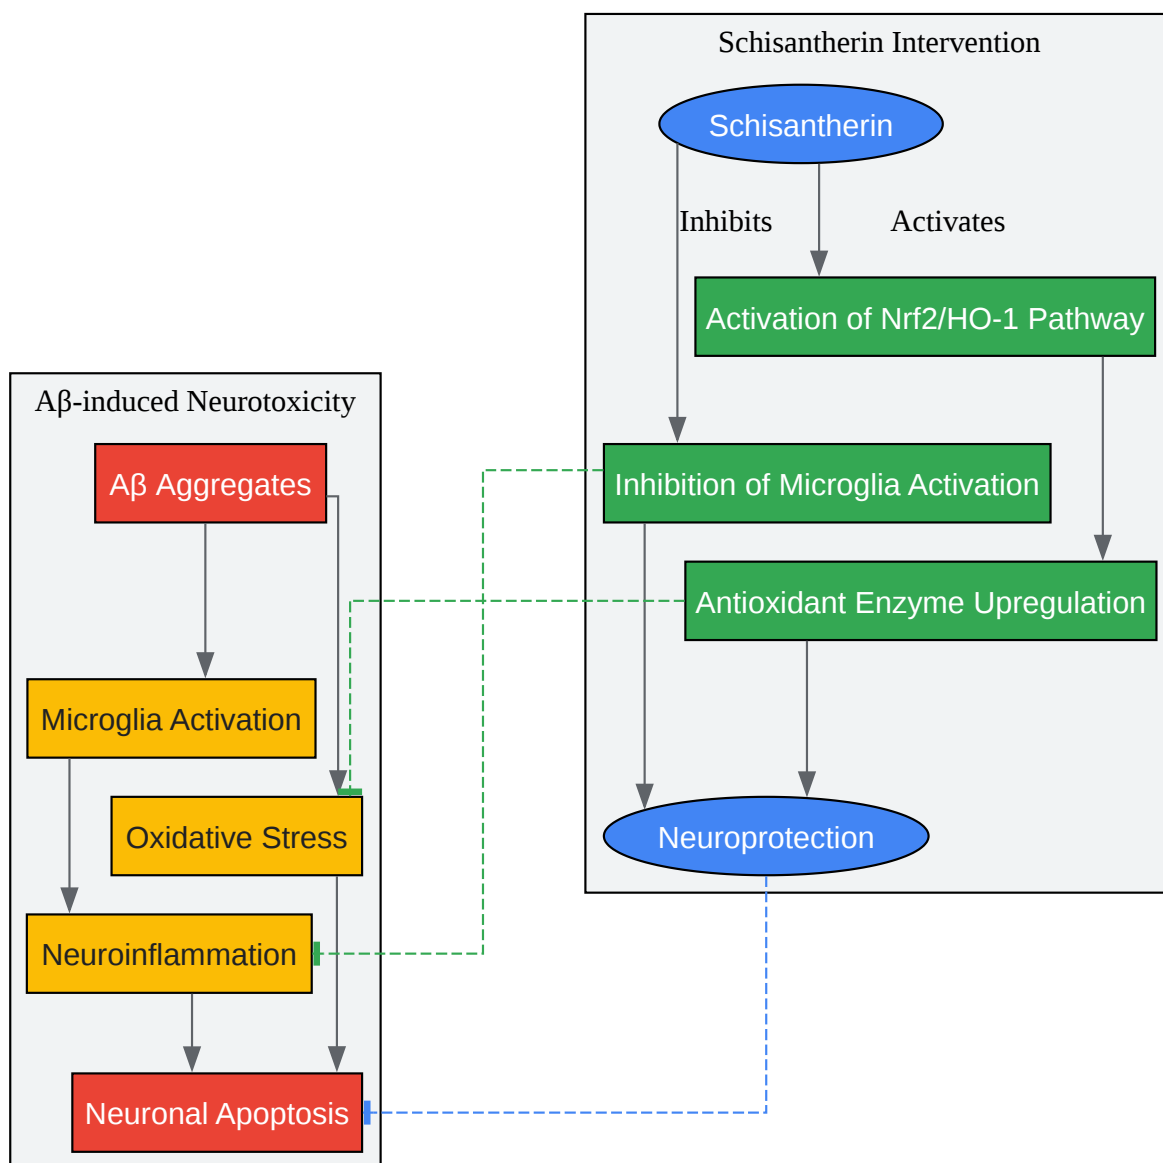 Schisantherin Intervention
Schisantherin
Inhibits
Activates
Activation of Nrf2/HO-1 Pathway
Aβ-induced Neurotoxicity
Aβ Aggregates
Inhibition of Microglia Activation
Antioxidant Enzyme Upregulation
Microglia Activation
Oxidative Stress
Neuroprotection
Neuroinflammation
Neuronal Apoptosis